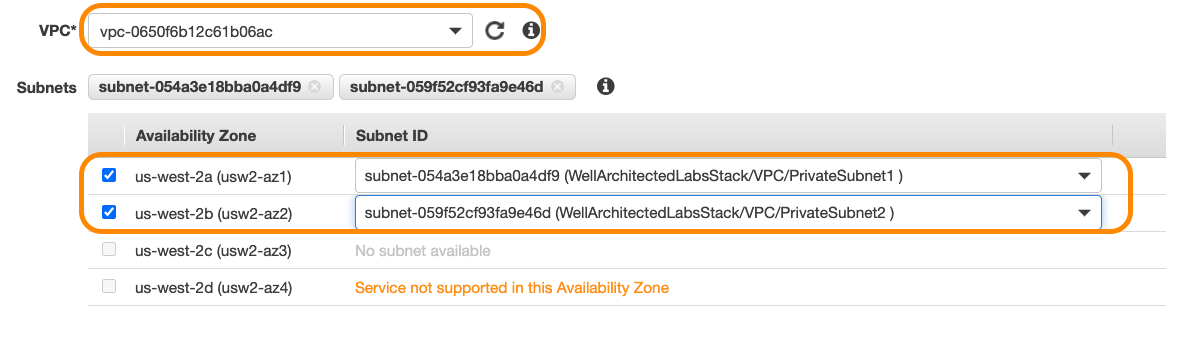 VPC* vpc-0650f6b12c61b06ac
Subnets subnet-054a3e18bba0a4df9 subnet-059f52cf93fa9e46d
Availability Zone Subnet ID
us-west-2a (usw2-az1) subnet-054a3e18bba0a4df9 (WellArchitectedLabsStack/VPC/PrivateSubnet1 )
us-west-2b (usw2-az2) subnet-059f52cf93fa9e46d (WellArchitectedLabsStack/VPC/PrivateSubnet2 )
us-west-2c (usw2-az3) No subnet available
us-west-2d (usw2-az4) Service not supported in this Availability Zone